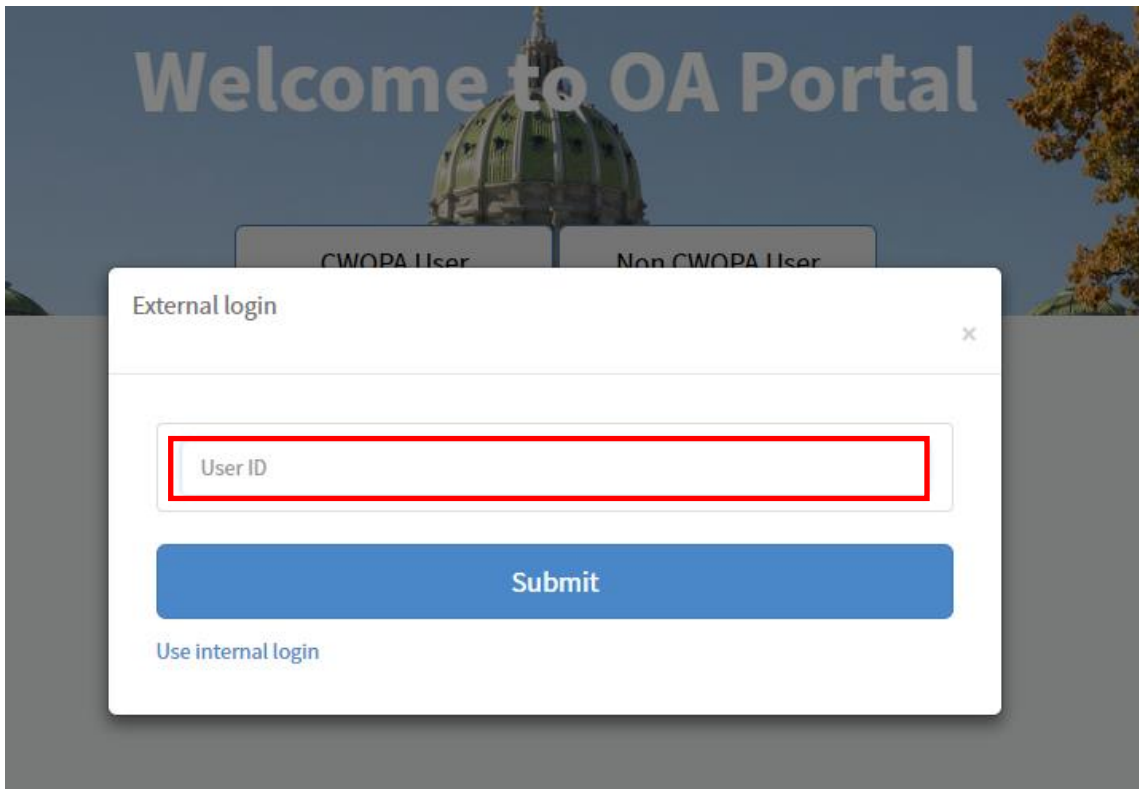 Welcome to OA Portal
CWOPA User
Non CWOPA User
External login
×
User ID
Submit
Use internal login